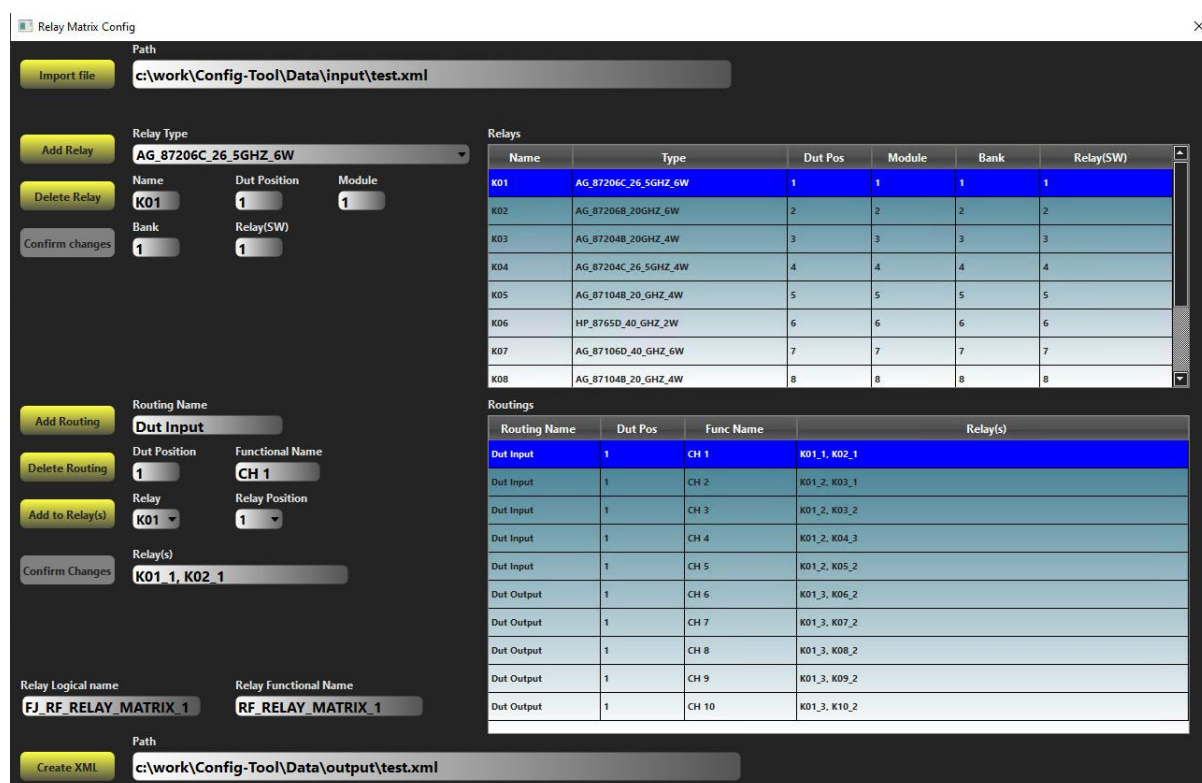 Relay Matrix Config
Path
Import file
c:\work\Config-Tool\Data\input\test.xml
Add Relay
Relay Type
AG_87206C_26_5GHZ_6W
Delete Relay
Name Dut Position Module
K01 1 1
Confirm changes
Bank Relay(SW)
1 1
Relays
Name Type Dut Pos Module Bank Relay(SW)
K01 AG_87206C_26_5GHZ_6W 1 1 1 1
K02 AG_87206B_20GHZ_6W 2 2 2 2
K03 AG_87204B_20GHZ_4W 3 3 3 3
K04 AG_87204C_26_5GHZ_4W 4 4 4 4
K05 AG_87104B_20_GHZ_4W 5 5 5 5
K06 HP_8765D_40_GHZ_2W 6 6 6 6
K07 AG_87106D_40_GHZ_6W 7 7 7 7
K08 AG_87104B_20_GHZ_4W 8 8 8 8
Add Routing
Routing Name
Dut Input
Delete Routing
Dut Position Functional Name
1 CH 1
Add to Relay(s)
Relay Relay Position
K01 1
Confirm Changes
Relay(s)
K01_1, K02_1
Routings
Routing Name Dut Pos Func Name Relay(s)
Dut Input 1 CH 1 K01_1, K02_1
Dut Input 1 CH 2 K01_2, K03_1
Dut Input 1 CH 3 K01_2, K03_2
Dut Input 1 CH 4 K01_2, K04_3
Dut Input 1 CH 5 K01_2, K05_2
Dut Output 1 CH 6 K01_3, K06_2
Dut Output 1 CH 7 K01_3, K07_2
Dut Output 1 CH 8 K01_3, K08_2
Dut Output 1 CH 9 K01_3, K09_2
Dut Output 1 CH 10 K01_3, K10_2
Relay Logical name Relay Functional Name
FJ_RF_RELAY_MATRIX_1 RF_RELAY_MATRIX_1
Path
Create XML
c:\work\Config-Tool\Data\output\test.xml